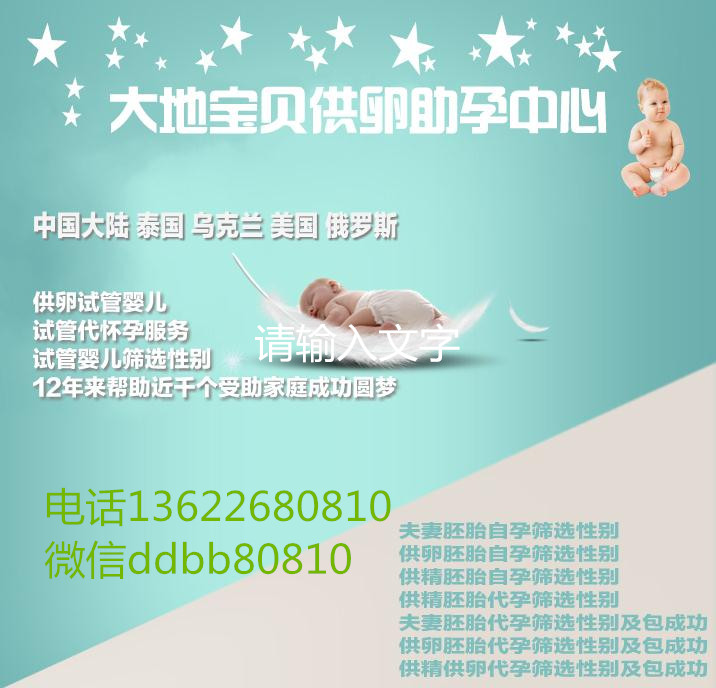 大地宝贝供卵助孕中心
中国大陆 泰国 乌克兰 美国 俄罗斯
供卵试管婴儿
试管代怀孕服务
试管婴儿筛选性别
12年来帮助近千个受助家庭成功圆梦
请输入文字
电话13622680810
微信ddbb80810
夫妻胚胎自孕筛选性别
供卵胚胎自孕筛选性别
供精胚胎自孕筛选性别
供精胚胎代孕筛选性别
夫妻胚胎代孕筛选性别及包成功
供卵胚胎代孕筛选性别及包成功
供精供卵代孕筛选性别及包成功